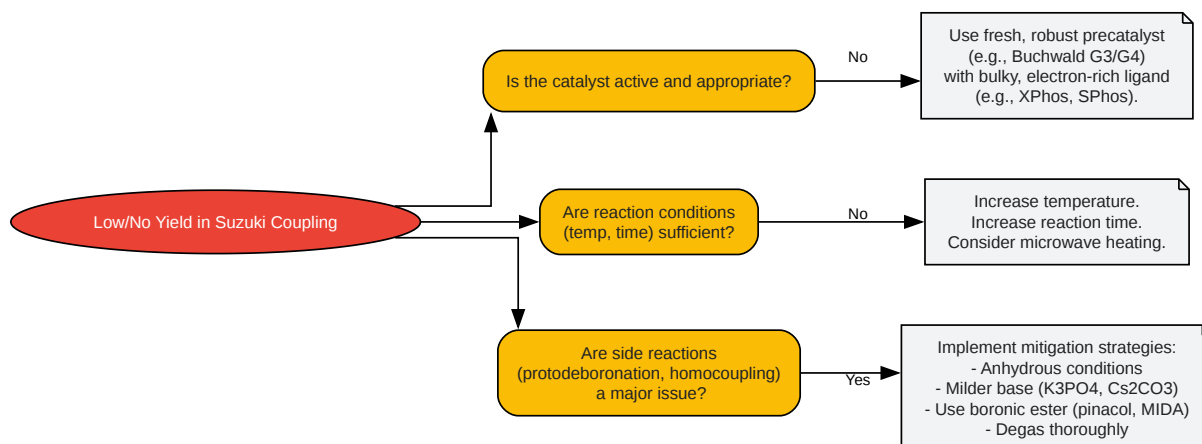 Low/No Yield in Suzuki Coupling
Is the catalyst active and appropriate?
No
Use fresh, robust precatalyst
(e.g., Buchwald G3/G4)
with bulky, electron-rich ligand
(e.g., XPhos, SPhos).
Are reaction conditions
(temp, time) sufficient?
No
Increase temperature.
Increase reaction time.
Consider microwave heating.
Are side reactions
(protodeboronation, homocoupling)
a major issue?
Yes
Implement mitigation strategies:
- Anhydrous conditions
- Milder base (K3PO4, Cs2CO3)
- Use boronic ester (pinacol, MIDA)
- Degas thoroughly